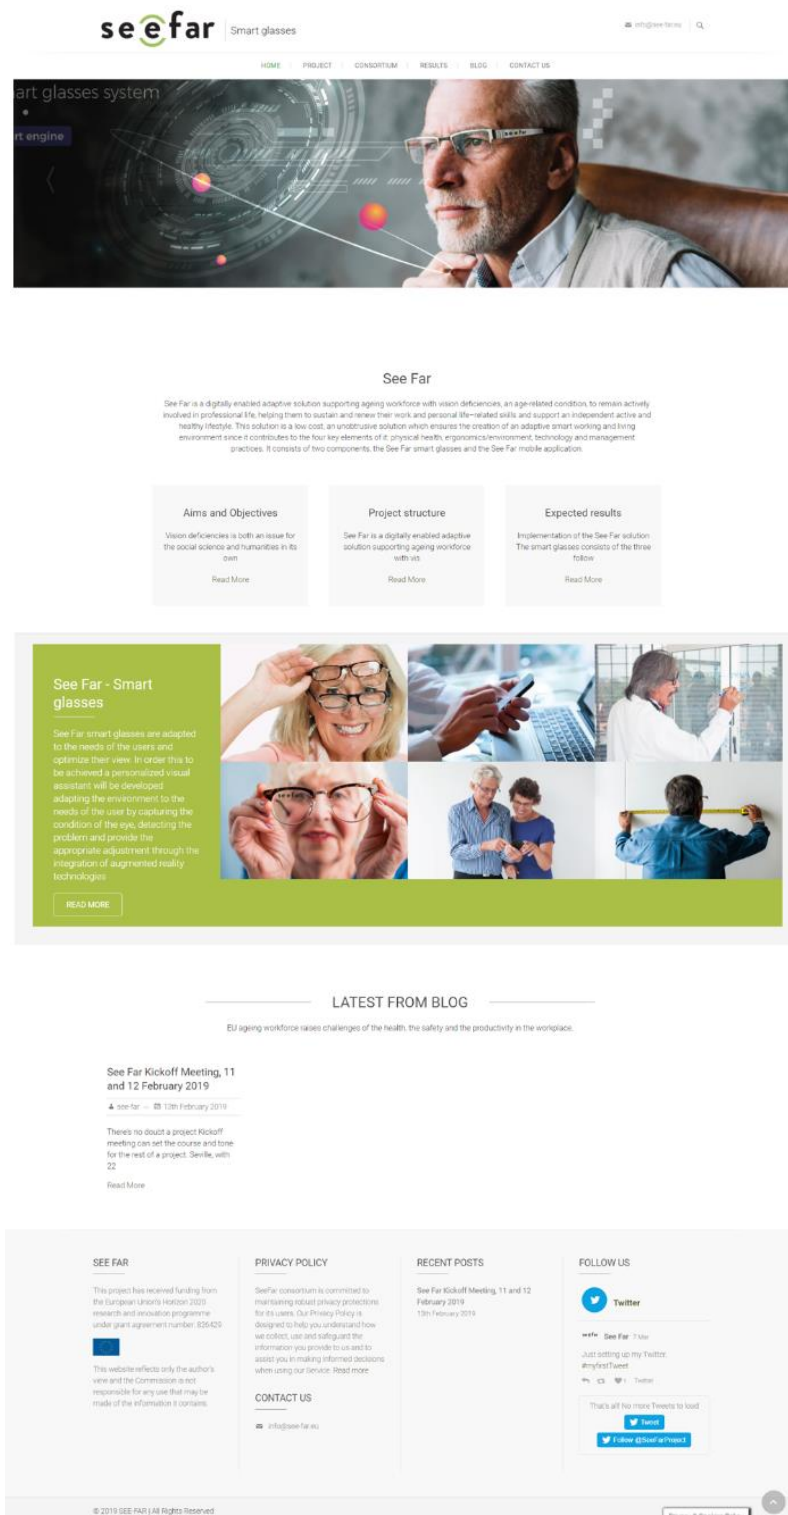 seefar
Smart glasses
info@see-far.eu
HOME
PROJECT
CONSORTIUM
RESULTS
BLOG
CONTACT US
art glasses system
rt engine
seefar
See Far
See Far is a digitally enabled adaptive solution supporting ageing workforce with vision deficiencies, an age-related condition, to remain actively
involved in professional life, helping them to sustain and renew their work and personal life–related skills and support an independent active and
healthy lifestyle. This solution is a low cost, an unobtrusive solution which ensures the creation of an adaptive smart working and living
environment since it contributes to the four key elements of it: physical health, ergonomics/environment, technology and management
practices. It consists of two components, the See Far smart glasses and the See Far mobile application.
Aims and Objectives
Vision deficiencies is both an issue for
the social science and humanities in its
own
Read More
Project structure
See Far is a digitally enabled adaptive
solution supporting ageing workforce
with vis
Read More
Expected results
Implementation of the See Far solution
The smart glasses consists of the three
follow
Read More
See Far - Smart
glasses
See Far smart glasses are adapted
to the needs of the users and
optimize their view. In order this to
be achieved a personalized visual
assistant will be developed
adapting the environment to the
needs of the user by capturing the
condition of the eye, detecting the
problem and provide the
appropriate adjustment through the
integration of augmented reality
technologies
READ MORE
LATEST FROM BLOG
EU ageing workforce raises challenges of the health, the safety and the productivity in the workplace.
See Far Kickoff Meeting, 11
and 12 February 2019
see-far — 13th February 2019
There's no doubt a project Kickoff
meeting can set the course and tone
for the rest of a project. Seville, with
22
Read More
SEE FAR
This project has received funding from
the European Union's Horizon 2020
research and innovation programme
under grant agreement number: 826429
This website reflects only the author's
view and the Commission is not
responsible for any use that may be
made of the information it contains.
PRIVACY POLICY
SeeFar consortium is committed to
maintaining robust privacy protections
for its users. Our Privacy Policy is
designed to help you understand how
we collect, use and safeguard the
information you provide to us and to
assist you in making informed decisions
when using our Service. Read more
CONTACT US
info@see-far.eu
RECENT POSTS
See Far Kickoff Meeting, 11 and 12
February 2019
13th February 2019
FOLLOW US
Twitter
See Far 7 Mar
Just setting up my Twitter.
#myfirstTweet
1 Twitter
That's all! No more Tweets to load
Tweet
Follow @SeeFarProject
© 2019 SEE-FAR | All Rights Reserved